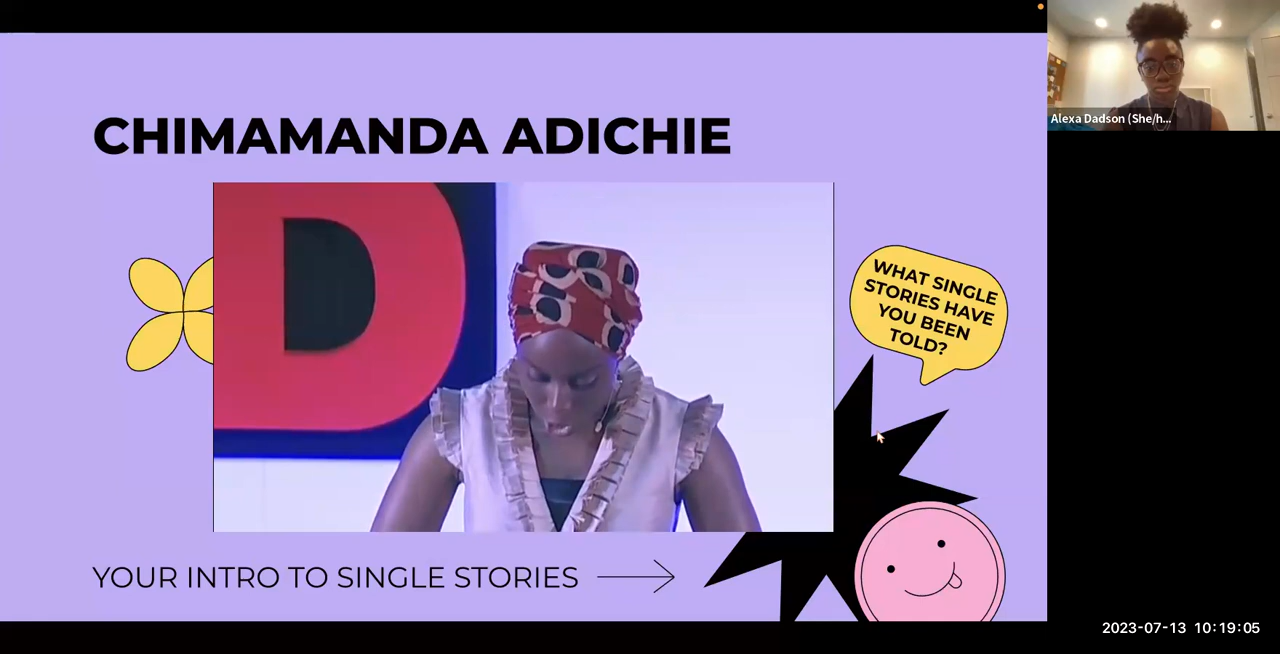 CHIMAMANDA ADICHIE
D
WHAT SINGLE
STORIES HAVE
YOU BEEN
TOLD?
YOUR INTRO TO SINGLE STORIES
Alexa Dadson (She/h...
2023-07-13 10:19:05